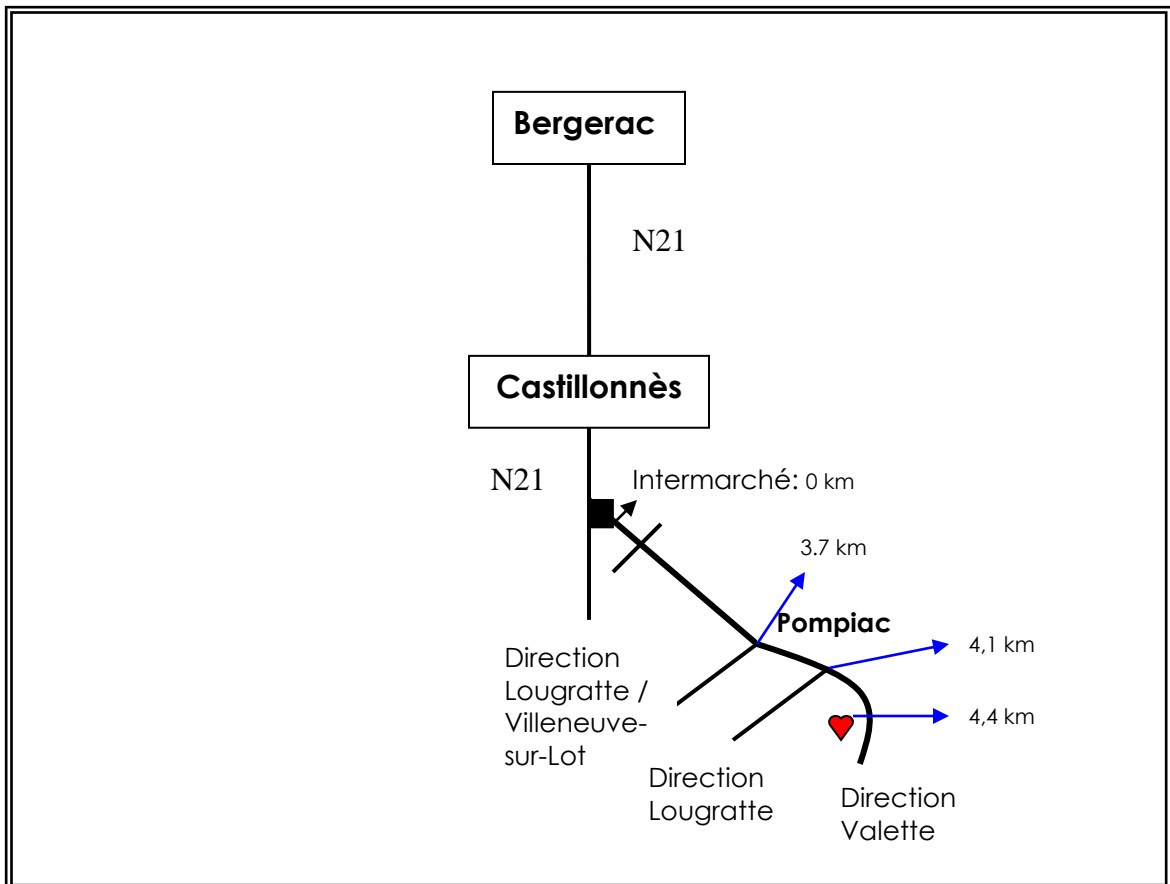 Bergerac
N21
Castillonnès
N21
Intermarché: 0 km
3.7 km
Pompiac
4,1 km
Direction
Lougratte /
Villeneuve-
sur-Lot
4,4 km
Direction
Lougratte
Direction
Valette